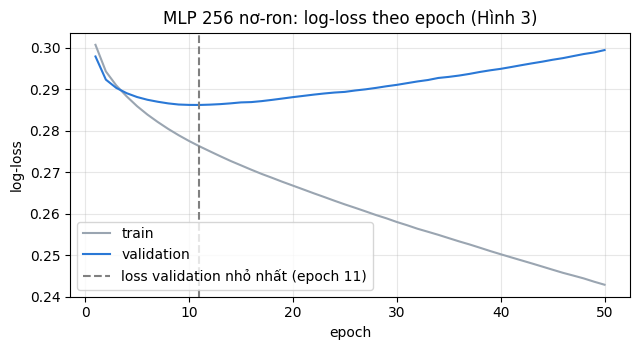 MLP 256 nơ-ron: log-loss theo epoch (Hình 3)
log-loss
0.30
0.29
0.28
0.27
0.26
0.25
0.24
train
validation
loss validation nhỏ nhất (epoch 11)
0 10 20 30 40 50
epoch